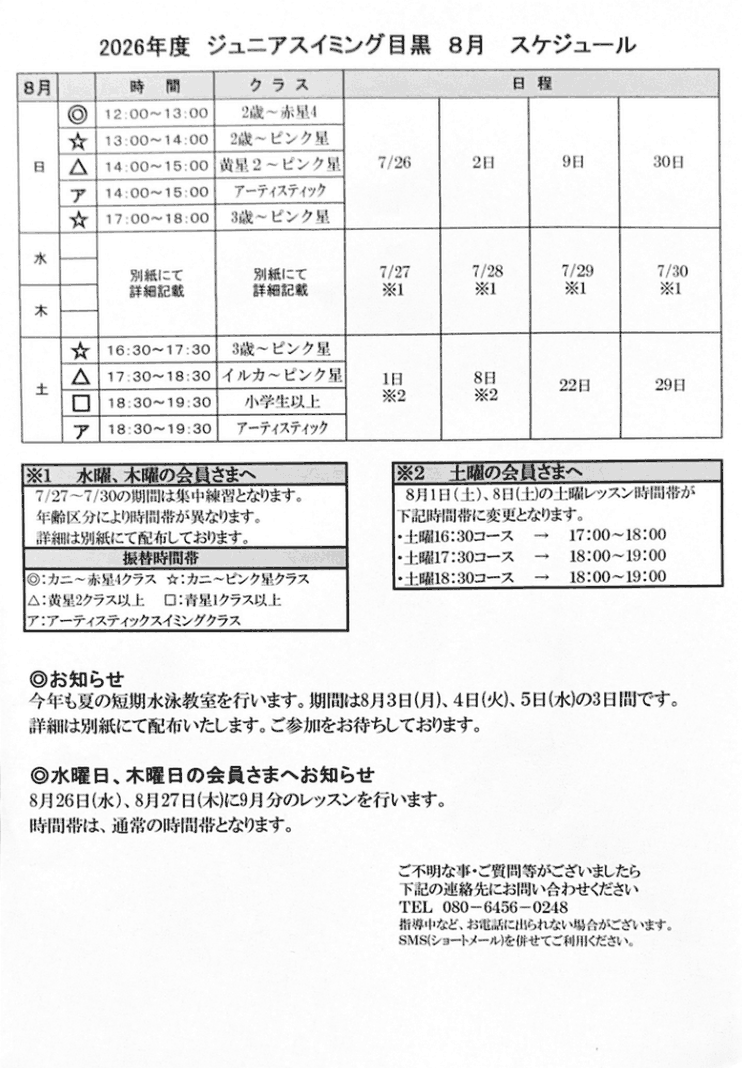 2026年度 ジュニアスイミング目黒 8月 スケジュール
8月 時間 クラス 日程
日
◎ 12:00～13:00 2歳～赤星4
☆ 13:00～14:00 2歳～ピンク星
△ 14:00～15:00 黄星2～ピンク星
ア 14:00～15:00 アーティスティック
☆ 17:00～18:00 3歳～ピンク星
7/26 2日 9日 30日
水
木
別紙にて 別紙にて
詳細記載 詳細記載
7/27 7/28 7/29 7/30
※1 ※1 ※1 ※1
土
☆ 16:30～17:30 3歳～ピンク星
△ 17:30～18:30 イルカ～ピンク星
□ 18:30～19:30 小学生以上
ア 18:30～19:30 アーティスティック
1日 8日 22日 29日
※2 ※2
※1 水曜、木曜の会員さまへ
7/27～7/30の期間は集中練習となります。
年齢区分により時間帯が異なります。
詳細は別紙にて配布しております。
振替時間帯
◎:カニ～赤星4クラス ☆:カニ～ピンク星クラス
△:黄星2クラス以上 □:青星1クラス以上
ア:アーティスティックスイミングクラス
※2 土曜の会員さまへ
8月1日(土)、8日(土)の土曜レッスン時間帯が
下記時間帯に変更となります。
・土曜16:30コース → 17:00～18:00
・土曜17:30コース → 18:00～19:00
・土曜18:30コース → 18:00～19:00
◎お知らせ
今年も夏の短期水泳教室を行います。期間は8月3日(月)、4日(火)、5日(水)の3日間です。
詳細は別紙にて配布いたします。ご参加をお待ちしております。
◎水曜日、木曜日の会員さまへお知らせ
8月26日(水)、8月27日(木)に9月分のレッスンを行います。
時間帯は、通常の時間帯となります。
ご不明な事・ご質問等がございましたら
下記の連絡先にお問い合わせください
TEL 080－6456－0248
指導中など、お電話に出られない場合がございます。
SMS(ショートメール)を併せてご利用ください。